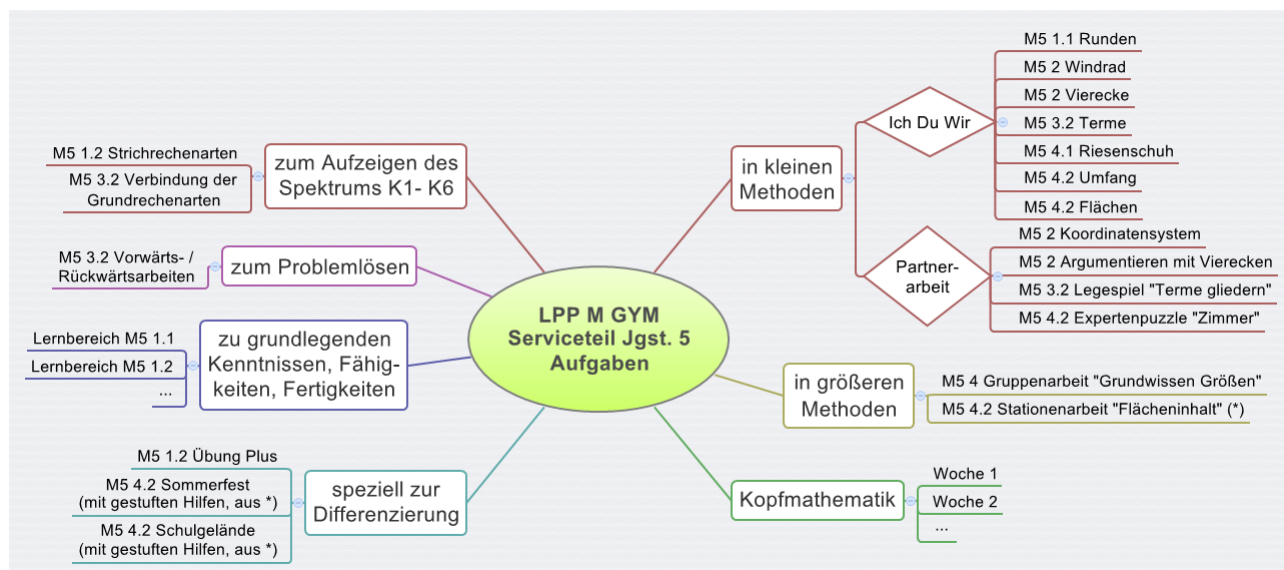 LPP M GYM
Serviceteil Jgst. 5
Aufgaben
zum Aufzeigen des
Spektrums K1- K6
M5 1.2 Strichrechenarten
M5 3.2 Verbindung der
Grundrechenarten
zum Problemlösen
M5 3.2 Vorwärts- /
Rückwärtsarbeiten
zu grundlegenden
Kenntnissen, Fähig-
keiten, Fertigkeiten
Lernbereich M5 1.1
Lernbereich M5 1.2
...
speziell zur
Differenzierung
M5 1.2 Übung Plus
M5 4.2 Sommerfest
(mit gestuften Hilfen, aus *)
M5 4.2 Schulgelände
(mit gestuften Hilfen, aus *)
in kleinen
Methoden
Ich Du Wir
M5 1.1 Runden
M5 2 Windrad
M5 2 Vierecke
M5 3.2 Terme
M5 4.1 Riesenschuh
M5 4.2 Umfang
M5 4.2 Flächen
Partner-
arbeit
M5 2 Koordinatensystem
M5 2 Argumentieren mit Vierecken
M5 3.2 Legespiel "Terme gliedern"
M5 4.2 Expertenpuzzle "Zimmer"
in größeren
Methoden
M5 4 Gruppenarbeit "Grundwissen Größen"
M5 4.2 Stationenarbeit "Flächeninhalt" (*)
Kopfmathematik
Woche 1
Woche 2
...